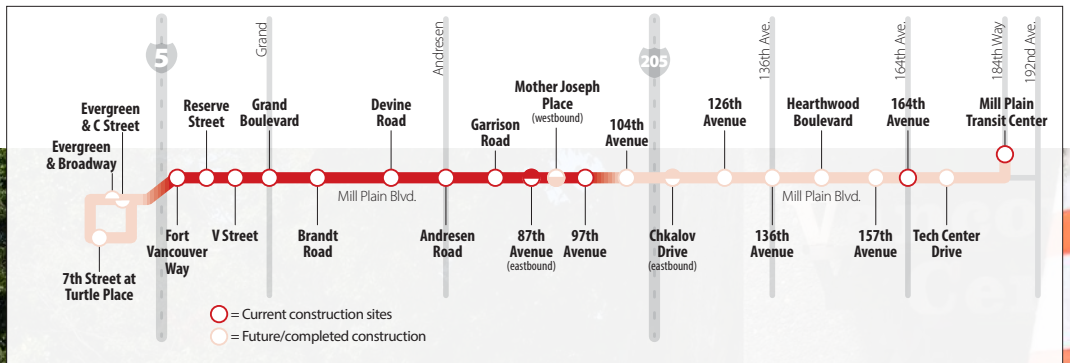 5
Grand
Andresen
205
136th Ave.
164th Ave.
184th Way
192nd Ave.
Evergreen
& C Street
Evergreen
& Broadway
Reserve
Street
Grand
Boulevard
Devine
Road
Garrison
Road
Mother Joseph
Place
(westbound)
104th
Avenue
126th
Avenue
Hearthwood
Boulevard
164th
Avenue
Mill Plain
Transit Center
Mill Plain Blvd.
Mill Plain Blvd.
7th Street at
Turtle Place
Fort
Vancouver
Way
V Street
Brandt
Road
Andresen
Road
87th
Avenue
(eastbound)
97th
Avenue
Chkalov
Drive
(eastbound)
136th
Avenue
157th
Avenue
Tech Center
Drive
= Current construction sites
= Future/completed construction